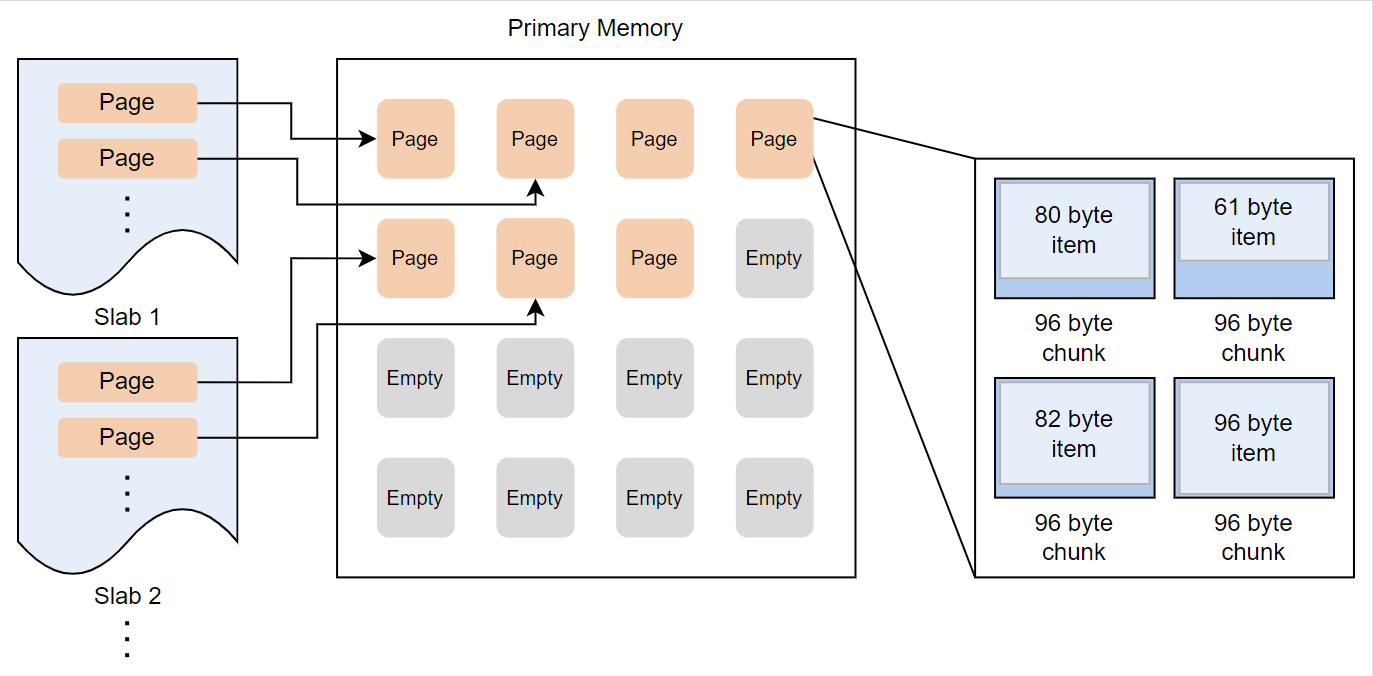 Primary Memory
Page
Page
Slab 1
Page
Page
Slab 2
Page
Page
Page
Page
Page
Page
Page
Empty
Empty
Empty
Empty
Empty
Empty
Empty
Empty
Empty
80 byte
item
96 byte
chunk
61 byte
item
96 byte
chunk
82 byte
item
96 byte
chunk
96 byte
item
96 byte
chunk